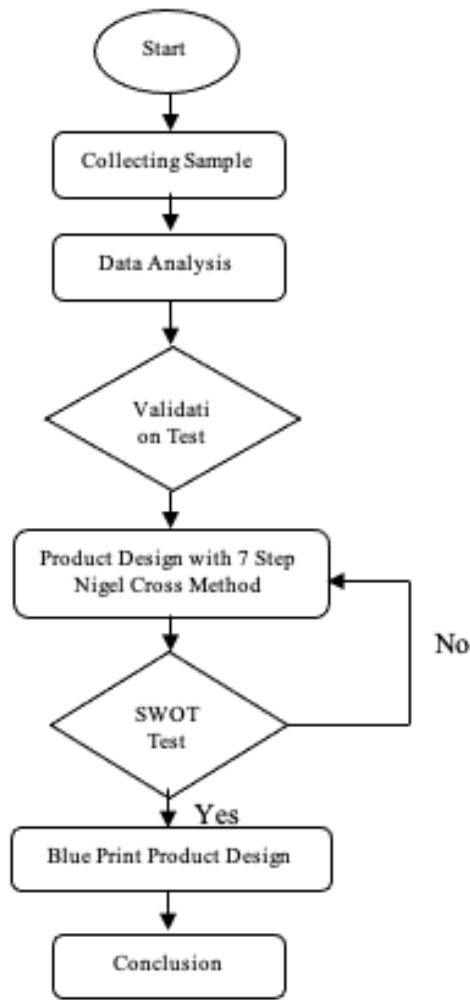 Start
Collecting Sample
Data Analysis
Validati
on Test
Product Design with 7 Step
Nigel Cross Method
No
SWOT
Test
Yes
Blue Print Product Design
Conclusion